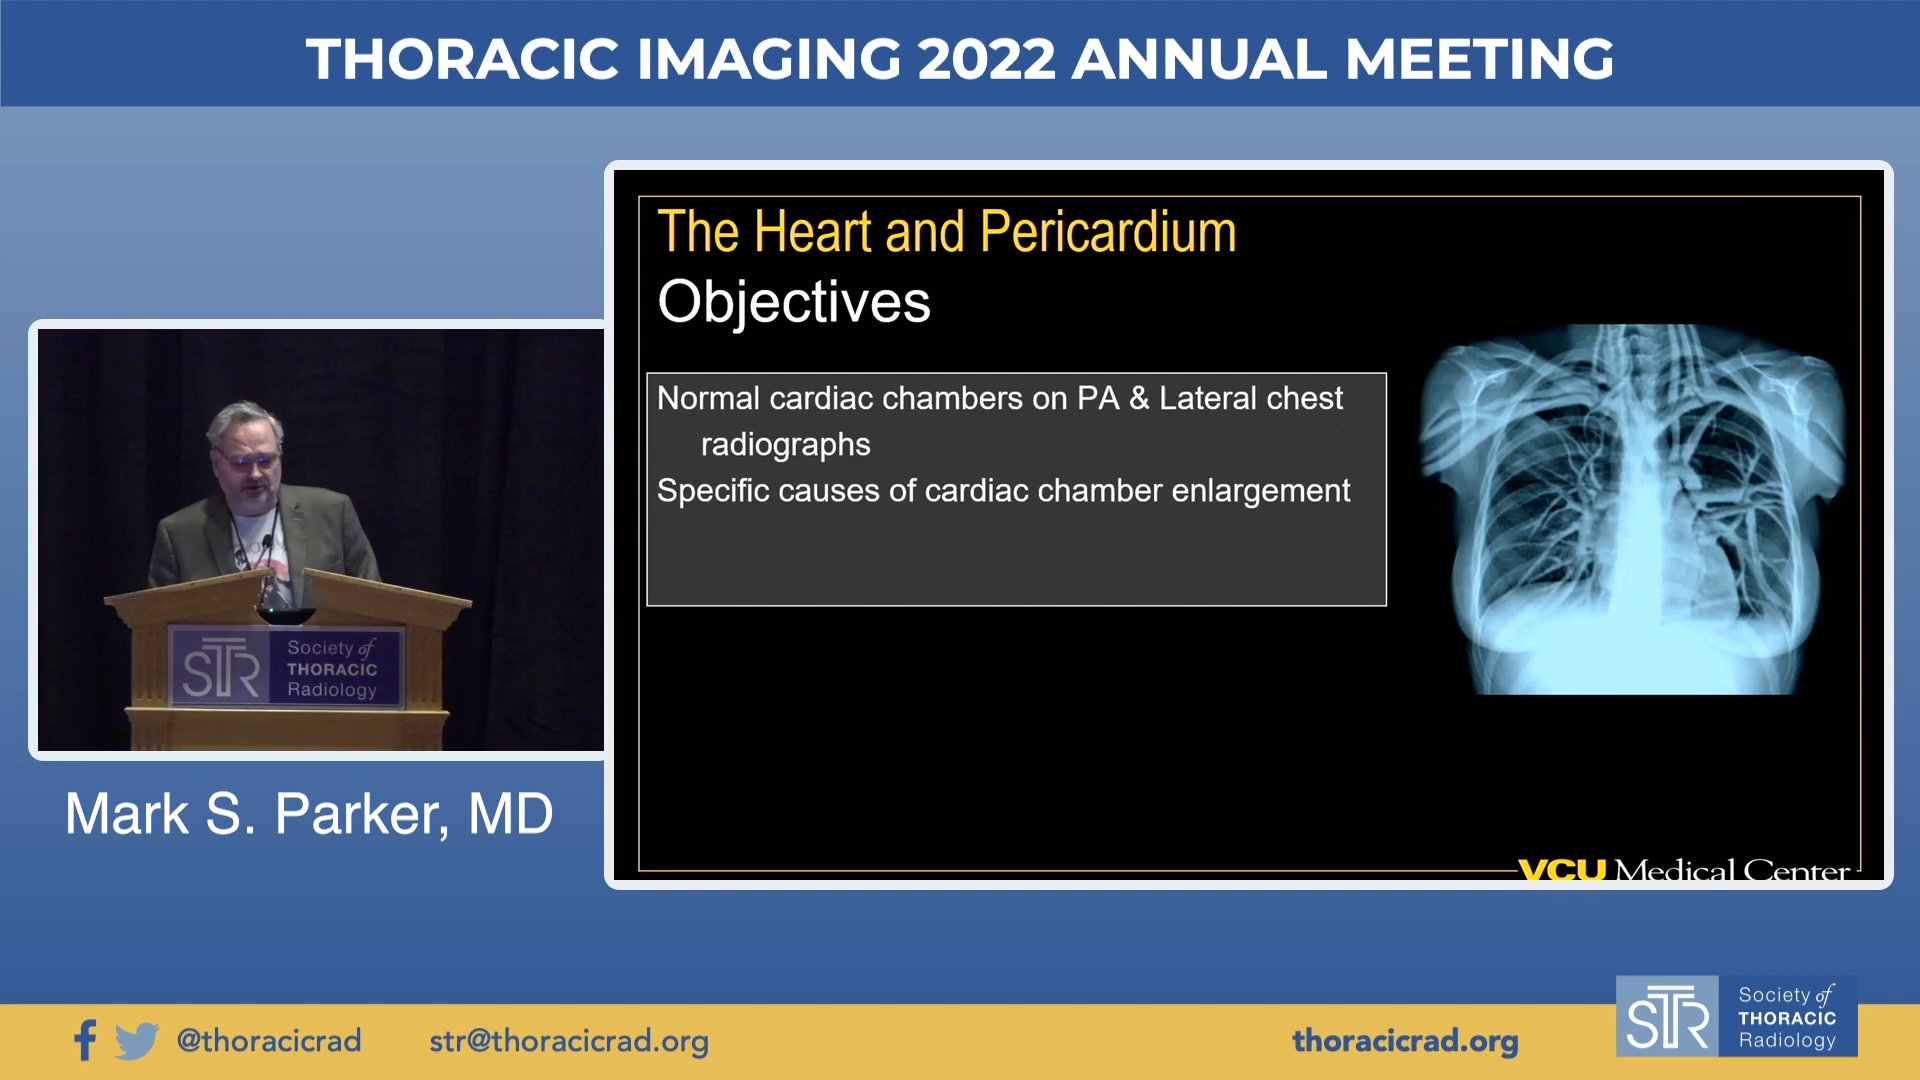 THORACIC IMAGING 2022 ANNUAL MEETING
The Heart and Pericardium
Objectives
Normal cardiac chambers on PA & Lateral chest
radiographs
Specific causes of cardiac chamber enlargement
VCU Medical Center
STR
Society of
THORACIC
Radiology
Mark S. Parker, MD
@thoracicrad
str@thoracicrad.org
thoracicrad.org
STR
Society of
THORACIC
Radiology